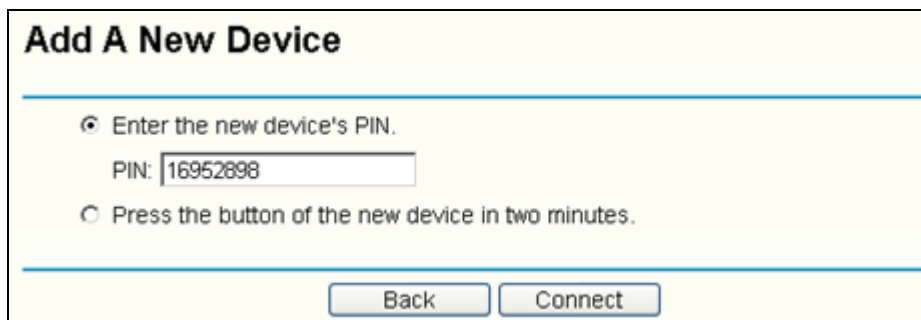 Add A New Device
Enter the new device's PIN.
PIN: 16952898
Press the button of the new device in two minutes.
Back Connect